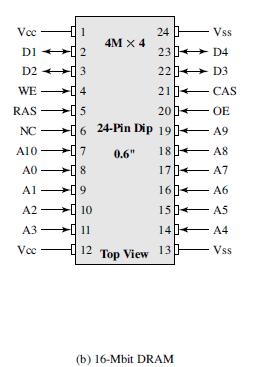 Vcc 1 24 Vss
4M × 4
D1 2 23 D4
D2 3 22 D3
WE 4 21 CAS
RAS 5 20 OE
NC 6 24-Pin Dip 19 A9
A10 7 0.6" 18 A8
A0 8 17 A7
A1 9 16 A6
A2 10 15 A5
A3 11 14 A4
Vcc 12 Top View 13 Vss
(b) 16-Mbit DRAM